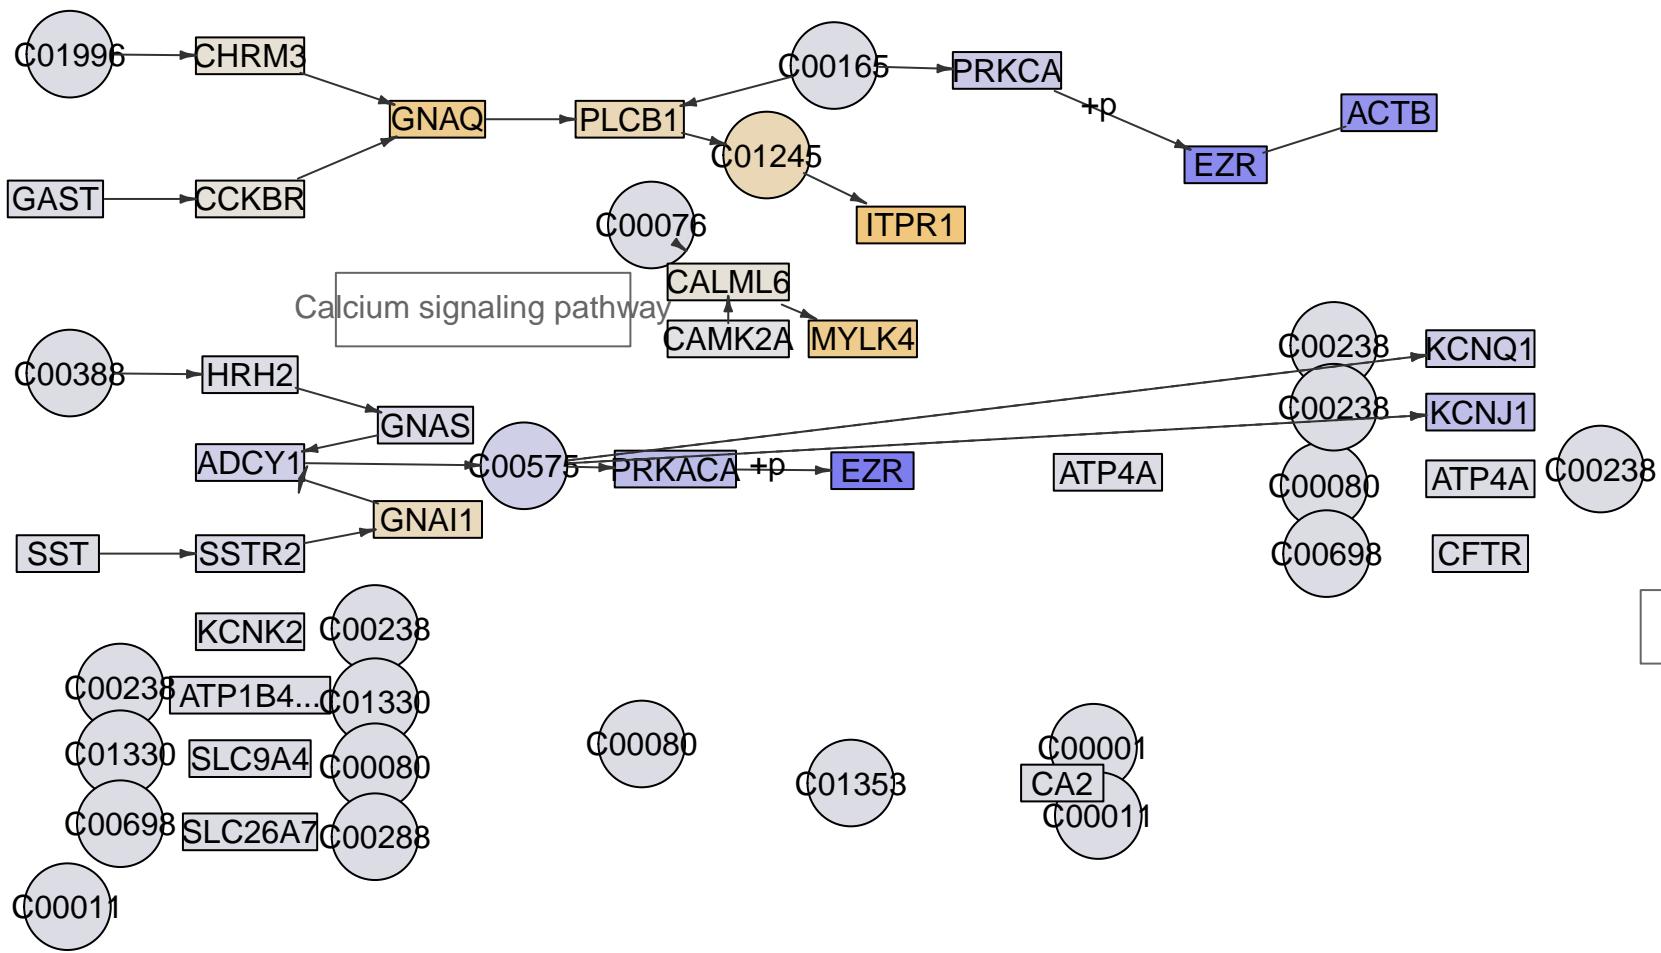 C01996
CHRM3
C00165
PRKCA
+p
ACTB
GNAQ
PLCB1
C01245
EZR
GAST
CCKBR
C00076
ITPR1
CALML6
Calcium signaling pathway
CAMK2A
MYLK4
C00238
KCNQ1
C00388
HRH2
C00238
KCNJ1
GNAS
ADCY1
C00575
PRKACA
+p
EZR
ATP4A
C00080
ATP4A
C00238
GNAI1
SST
SSTR2
C00698
CFTR
KCNK2
C00238
C00238
ATP1B4...
C01330
C01330
SLC9A4
C00080
C00080
C01353
C00001
CA2
C00011
C00698
SLC26A7
C00288
C00011